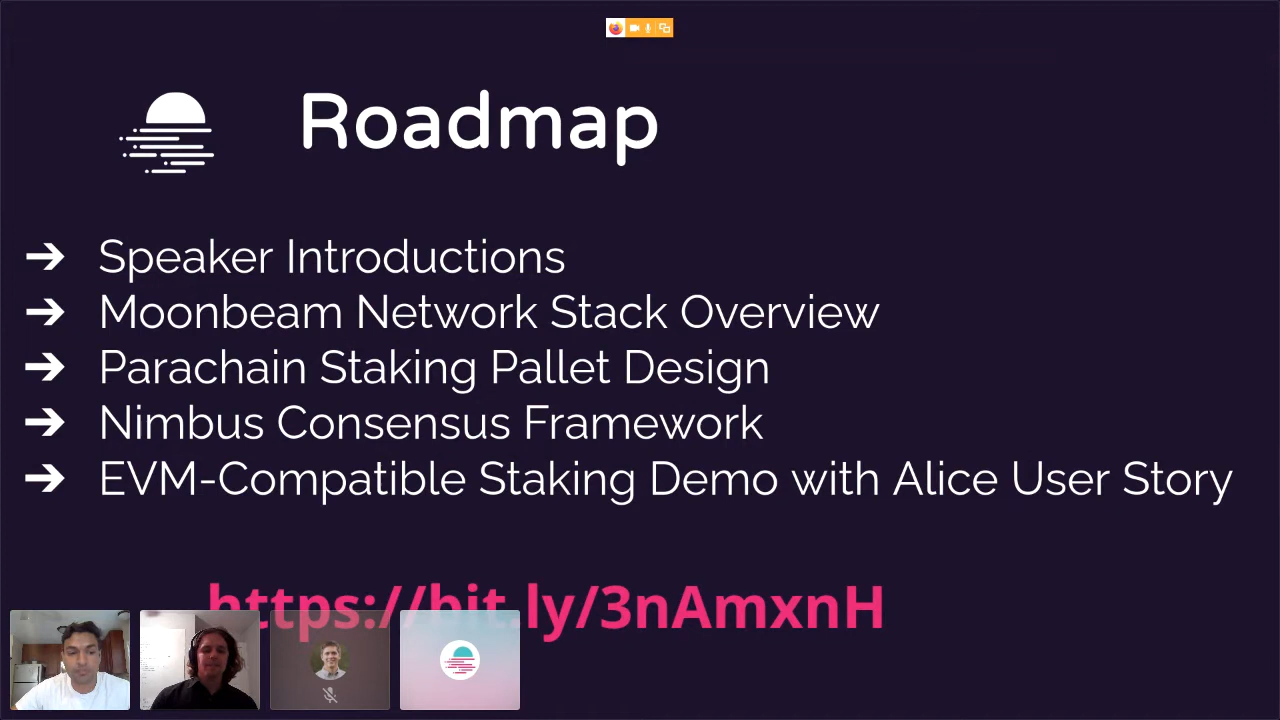 Roadmap
➔ Speaker Introductions
➔ Moonbeam Network Stack Overview
➔ Parachain Staking Pallet Design
➔ Nimbus Consensus Framework
➔ EVM-Compatible Staking Demo with Alice User Story
https://bit.ly/3nAmxnH